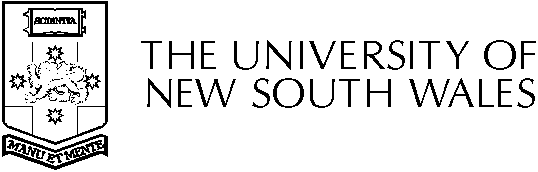 SCIENTIA
THE UNIVERSITY OF
NEW SOUTH WALES
MANU ET MENTE